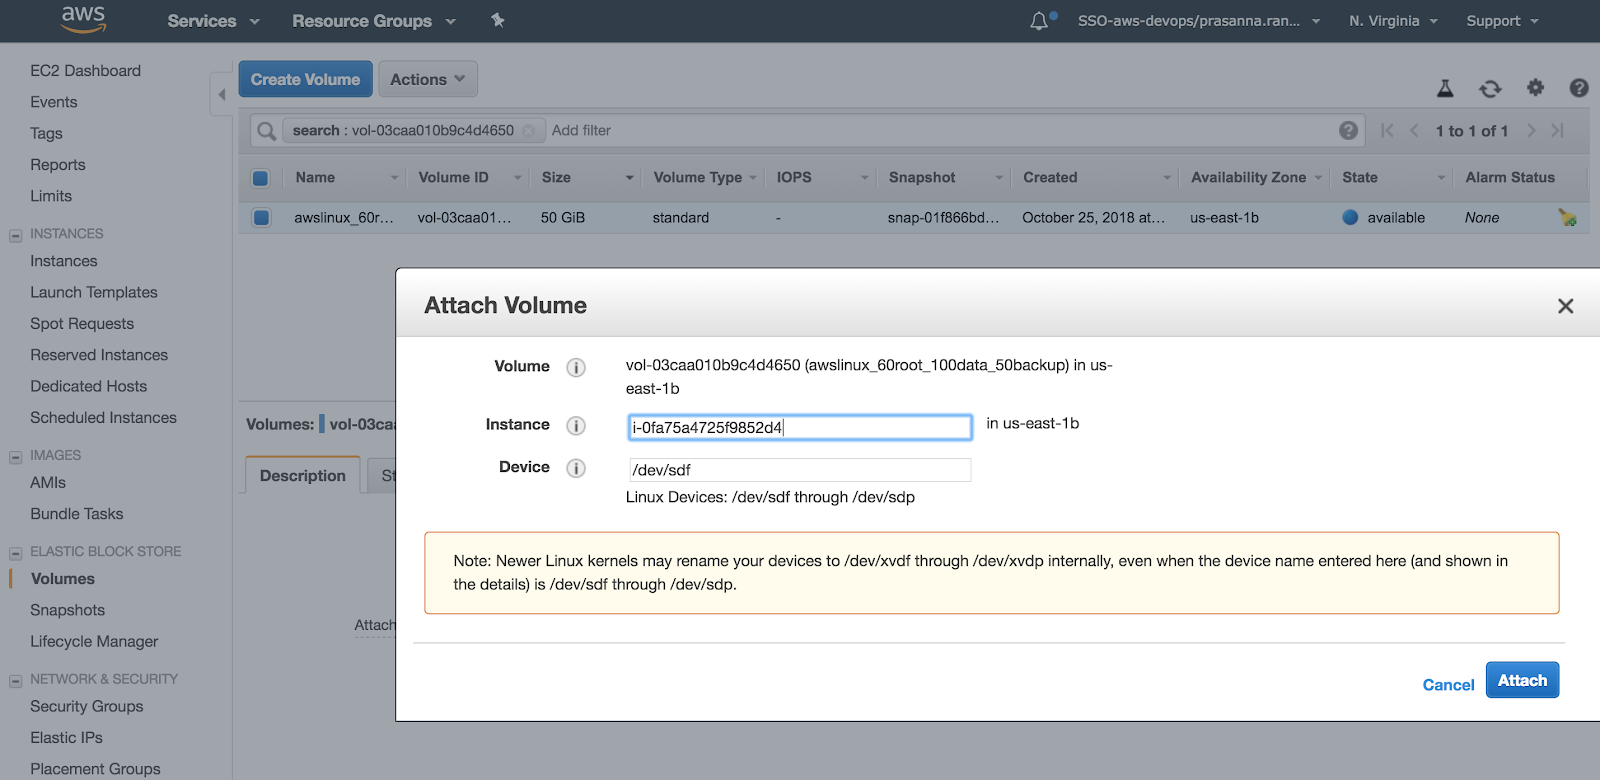 aws Services Resource Groups SSO-aws-devops/prasanna.ran... N. Virginia Support
EC2 Dashboard
Events
Tags
Reports
Limits
INSTANCES
Instances
Launch Templates
Spot Requests
Reserved Instances
Dedicated Hosts
Scheduled Instances
IMAGES
AMIs
Bundle Tasks
ELASTIC BLOCK STORE
Volumes
Snapshots
Lifecycle Manager
NETWORK & SECURITY
Security Groups
Elastic IPs
Placement Groups
Create Volume Actions
search : vol-03caa010b9c4d4650 Add filter 1 to 1 of 1
Name Volume ID Size Volume Type IOPS Snapshot Created Availability Zone State Alarm Status
awslinux_60r... vol-03caa01... 50 GiB standard - snap-01f866bd... October 25, 2018 at... us-east-1b available None
Volumes: vol-03caa
Description St
Attach
Attach Volume
Volume i vol-03caa010b9c4d4650 (awslinux_60root_100data_50backup) in us-
east-1b
Instance i i-0fa75a4725f9852d4 in us-east-1b
Device i /dev/sdf
Linux Devices: /dev/sdf through /dev/sdp
Note: Newer Linux kernels may rename your devices to /dev/xvdf through /dev/xvdp internally, even when the device name entered here (and shown in
the details) is /dev/sdf through /dev/sdp.
Cancel Attach